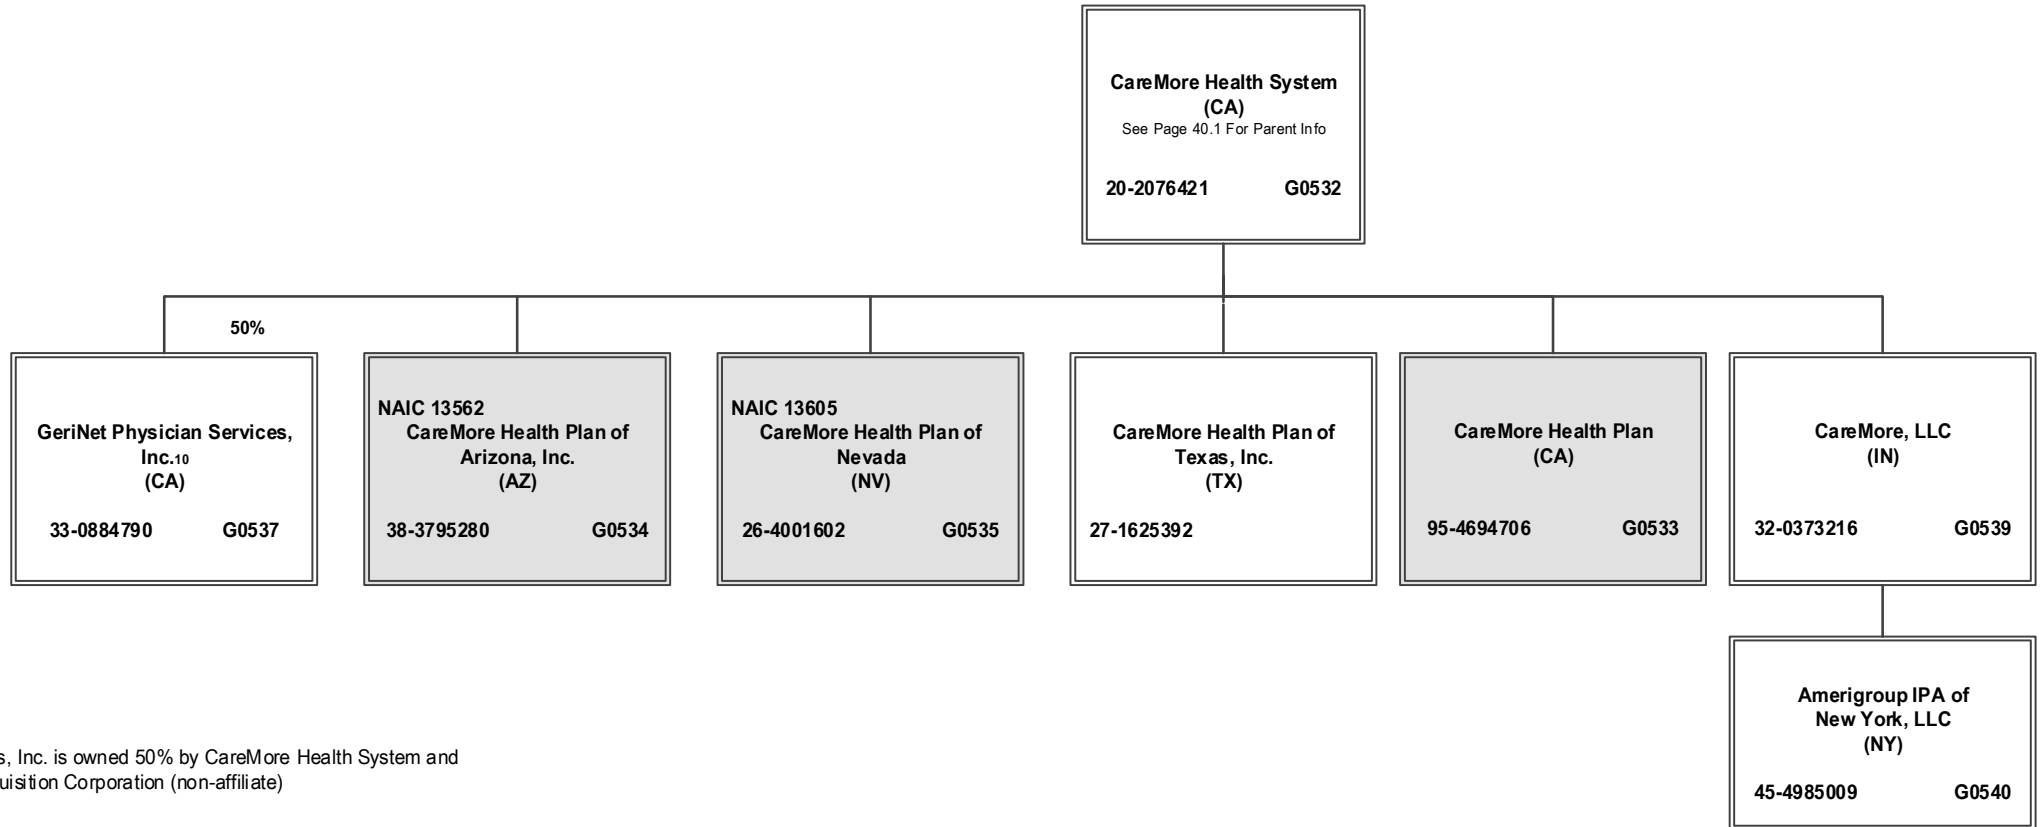 CareMore Health System
(CA)
See Page 40.1 For Parent Info
20-2076421 G0532
50%
GeriNet Physician Services,
Inc.10
(CA)
33-0884790 G0537
NAIC 13562
CareMore Health Plan of
Arizona, Inc.
(AZ)
38-3795280 G0534
NAIC 13605
CareMore Health Plan of
Nevada
(NV)
26-4001602 G0535
CareMore Health Plan of
Texas, Inc.
(TX)
27-1625392
CareMore Health Plan
(CA)
95-4694706 G0533
CareMore, LLC
(IN)
32-0373216 G0539
Amerigroup IPA of
New York, LLC
(NY)
45-4985009 G0540
s, Inc. is owned 50% by CareMore Health System and
uisition Corporation (non-affiliate)